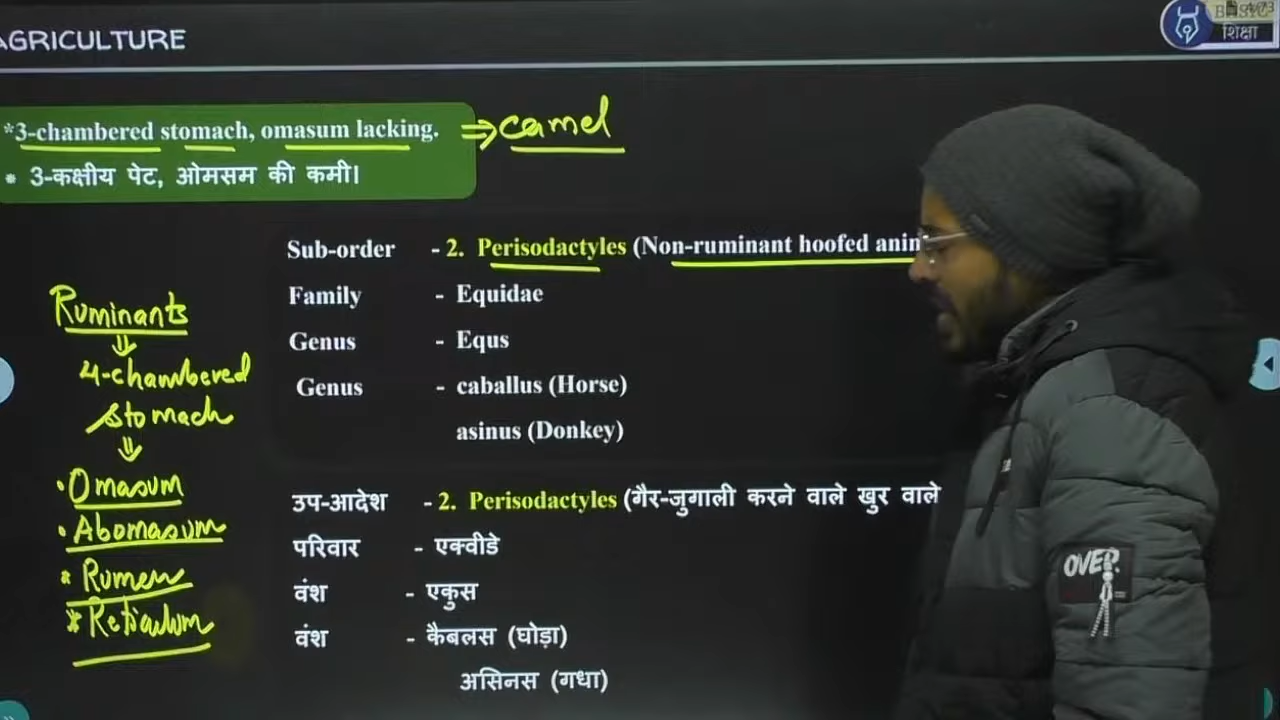 AGRICULTURE
शिक्षा
*3-chambered stomach, omasum lacking. ⇒ camel
* 3-कक्षीय पेट, ओमसम की कमी।
Sub-order - 2. Perisodactyles (Non-ruminant hoofed
Family - Equidae
Genus - Equs
Genus - caballus (Horse)
asinus (Donkey)
Ruminants
4-chambered
stomach
• Omasum
• Abomasum
* Rumen
* Reticulum
उप-आदेश - 2. Perisodactyles (गैर-जुगाली करने वाले खुर वाले
परिवार - एक्वीडे
वंश - एकुस
वंश - कैबलस (घोड़ा)
असिनस (गधा)
OVER